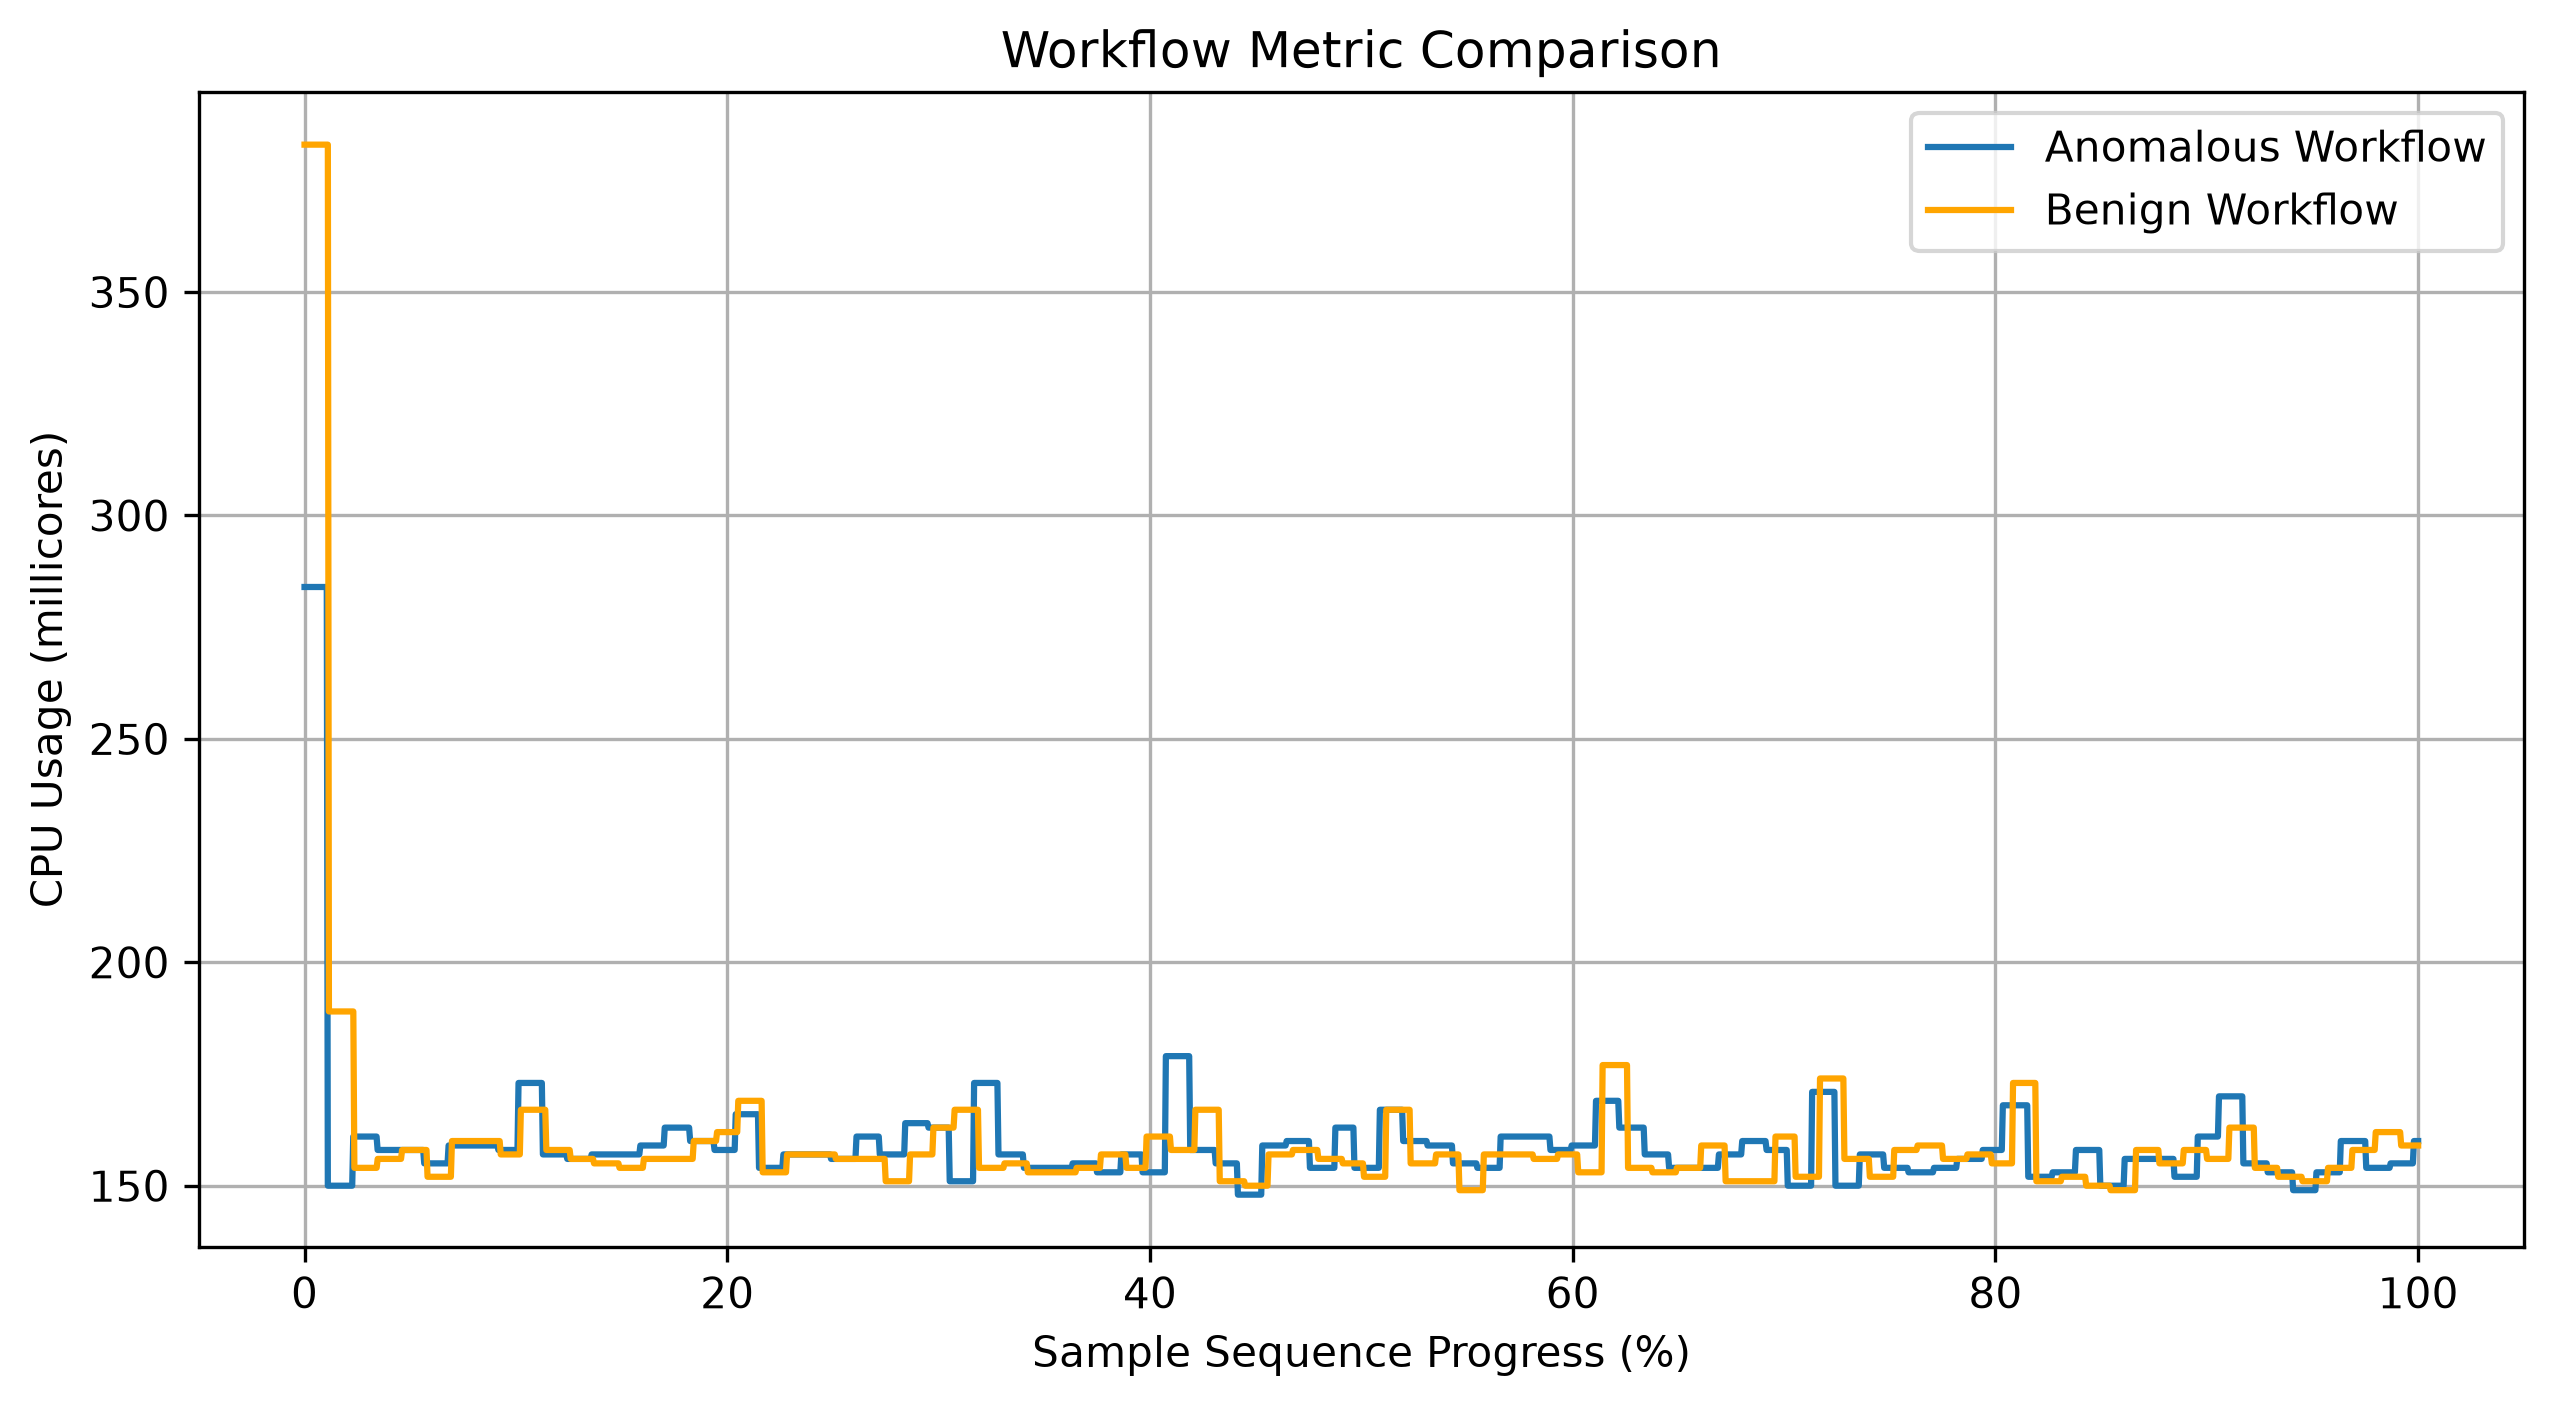 Workflow Metric Comparison
Anomalous Workflow
Benign Workflow
CPU Usage (millicores)
350
300
250
200
150
0 20 40 60 80 100
Sample Sequence Progress (%)